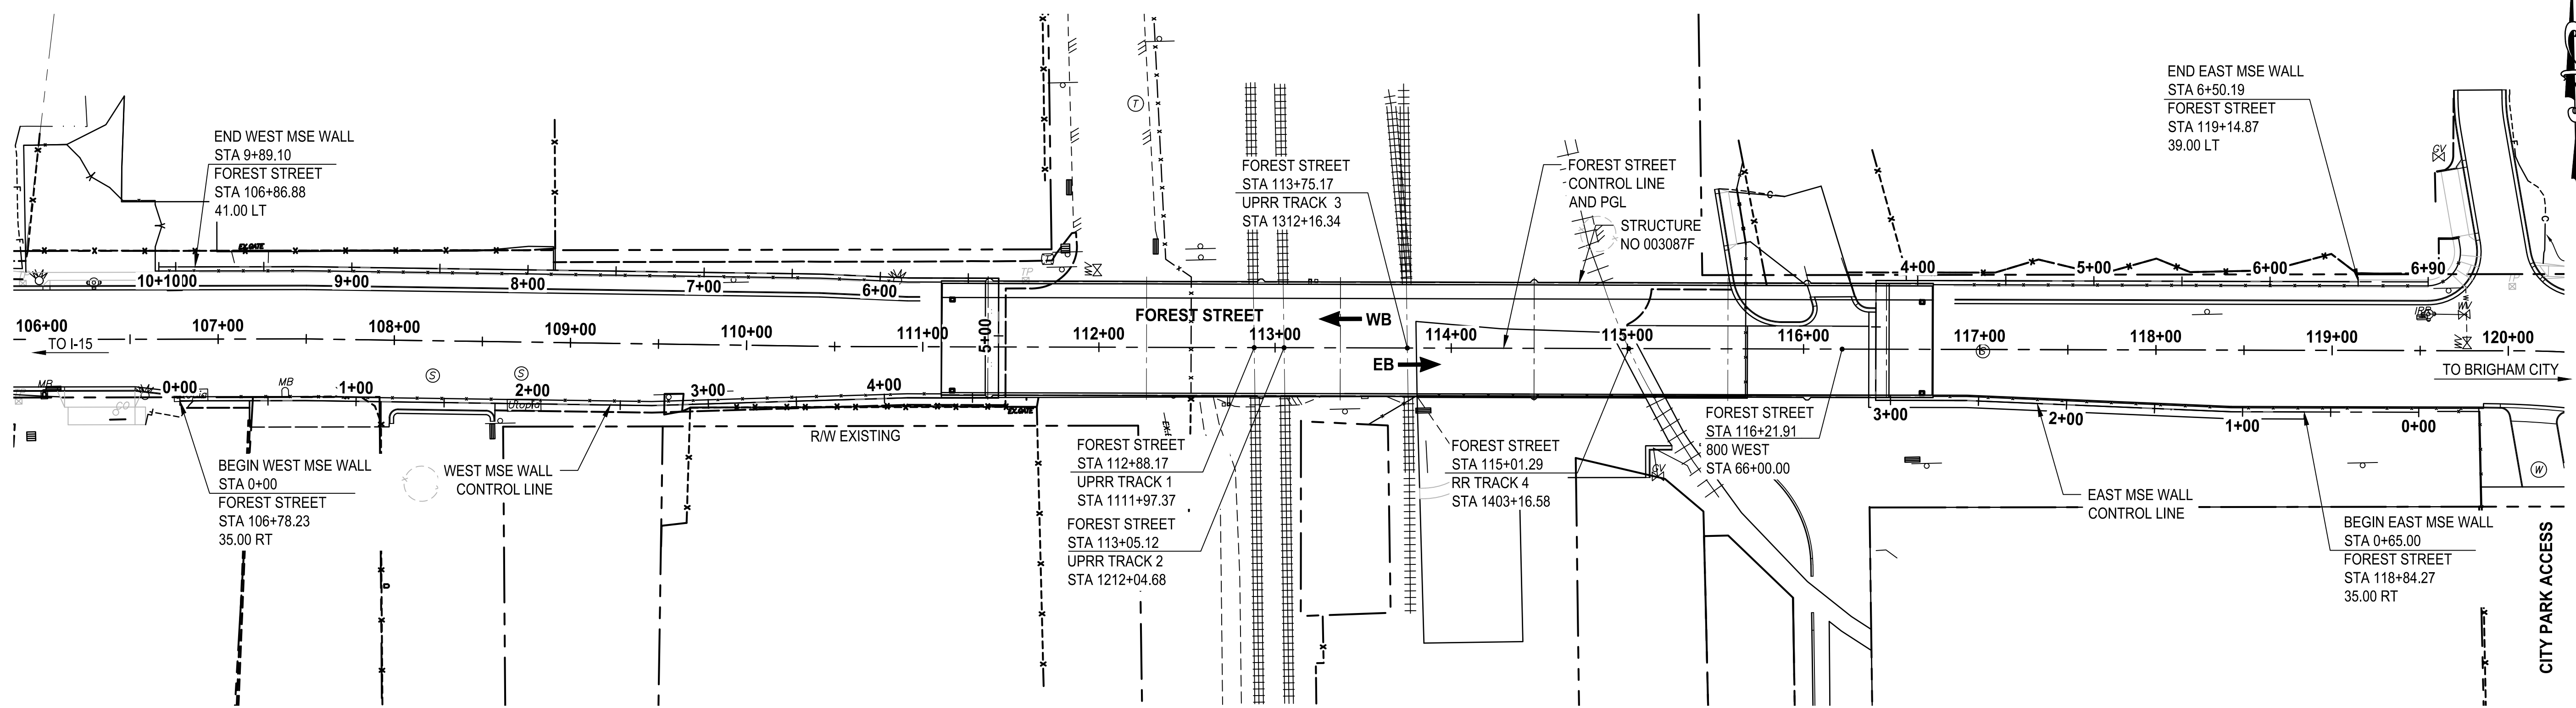 END EAST MSE WALL
STA 6+50.19
FOREST STREET
STA 119+14.87
39.00 LT
END WEST MSE WALL
STA 9+89.10
FOREST STREET
STA 106+86.88
41.00 LT
FOREST STREET
STA 113+75.17
UPRR TRACK 3
STA 1312+16.34
FOREST STREET
CONTROL LINE
AND PGL
STRUCTURE
NO 003087F
T
GV
EX.GATE
TP
WV
10+1000
9+00
8+00
7+00
6+00
4+00
5+00
6+00
6+90
106+00
107+00
108+00
109+00
110+00
111+00
112+00
113+00
114+00
115+00
116+00
117+00
118+00
119+00
120+00
5+00
FOREST STREET
WB
EB
TO I-15
TO BRIGHAM CITY
MB
MB
S
S
S
0+00
1+00
2+00
3+00
4+00
Utopia
EX.GATE
3+00
2+00
1+00
0+00
R/W EXISTING
BEGIN WEST MSE WALL
STA 0+00
FOREST STREET
STA 106+78.23
35.00 RT
WEST MSE WALL
CONTROL LINE
CO
FOREST STREET
STA 112+88.17
UPRR TRACK 1
STA 1111+97.37
FOREST STREET
STA 113+05.12
UPRR TRACK 2
STA 1212+04.68
FOREST STREET
STA 115+01.29
RR TRACK 4
STA 1403+16.58
FOREST STREET
STA 116+21.91
800 WEST
STA 66+00.00
GV
EAST MSE WALL
CONTROL LINE
BEGIN EAST MSE WALL
STA 0+65.00
FOREST STREET
STA 118+84.27
35.00 RT
W
CITY PARK ACCESS